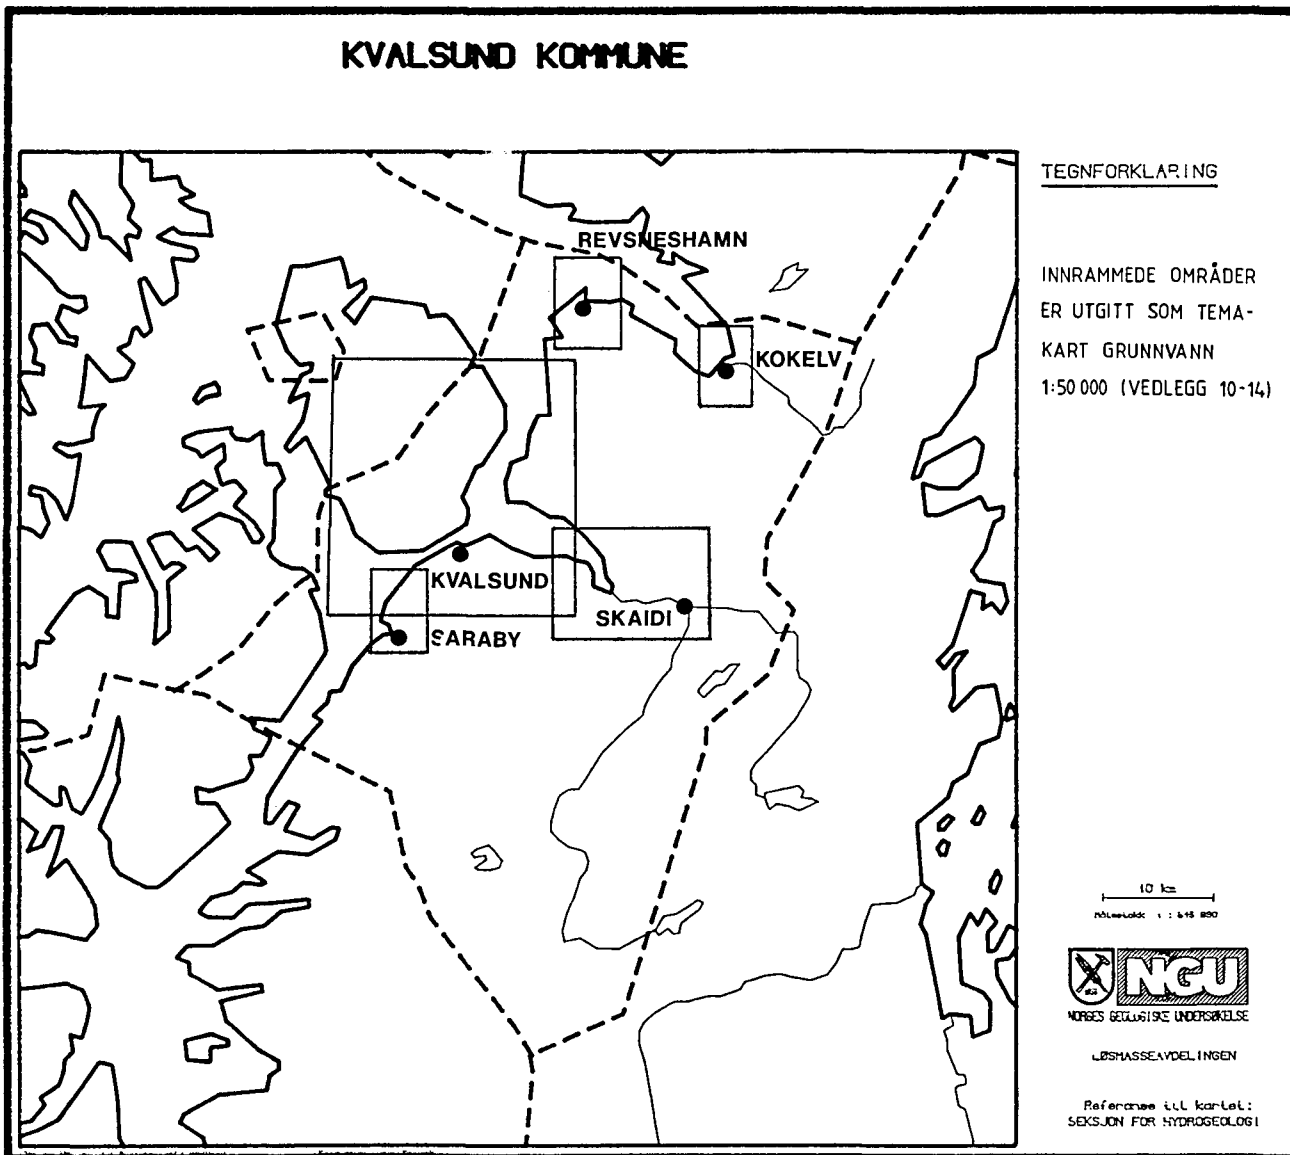 KVALSUND KOMMUNE
TEGNFORKLARING
REVSNESHAMN
INNRAMMEDE OMRÅDER
ER UTGITT SOM TEMA-
KART GRUNNVANN
1:50 000 (VEDLEGG 10-14)
KOKELV
KVALSUND
SKAIDI
SARABY
10 km
NGU
NORGES GEOLOGISKE UNDERSØKELSE
LØSMASSEAVDELINGEN
Referanse til kartet:
SEKSJON FOR HYDROGEOLOGI